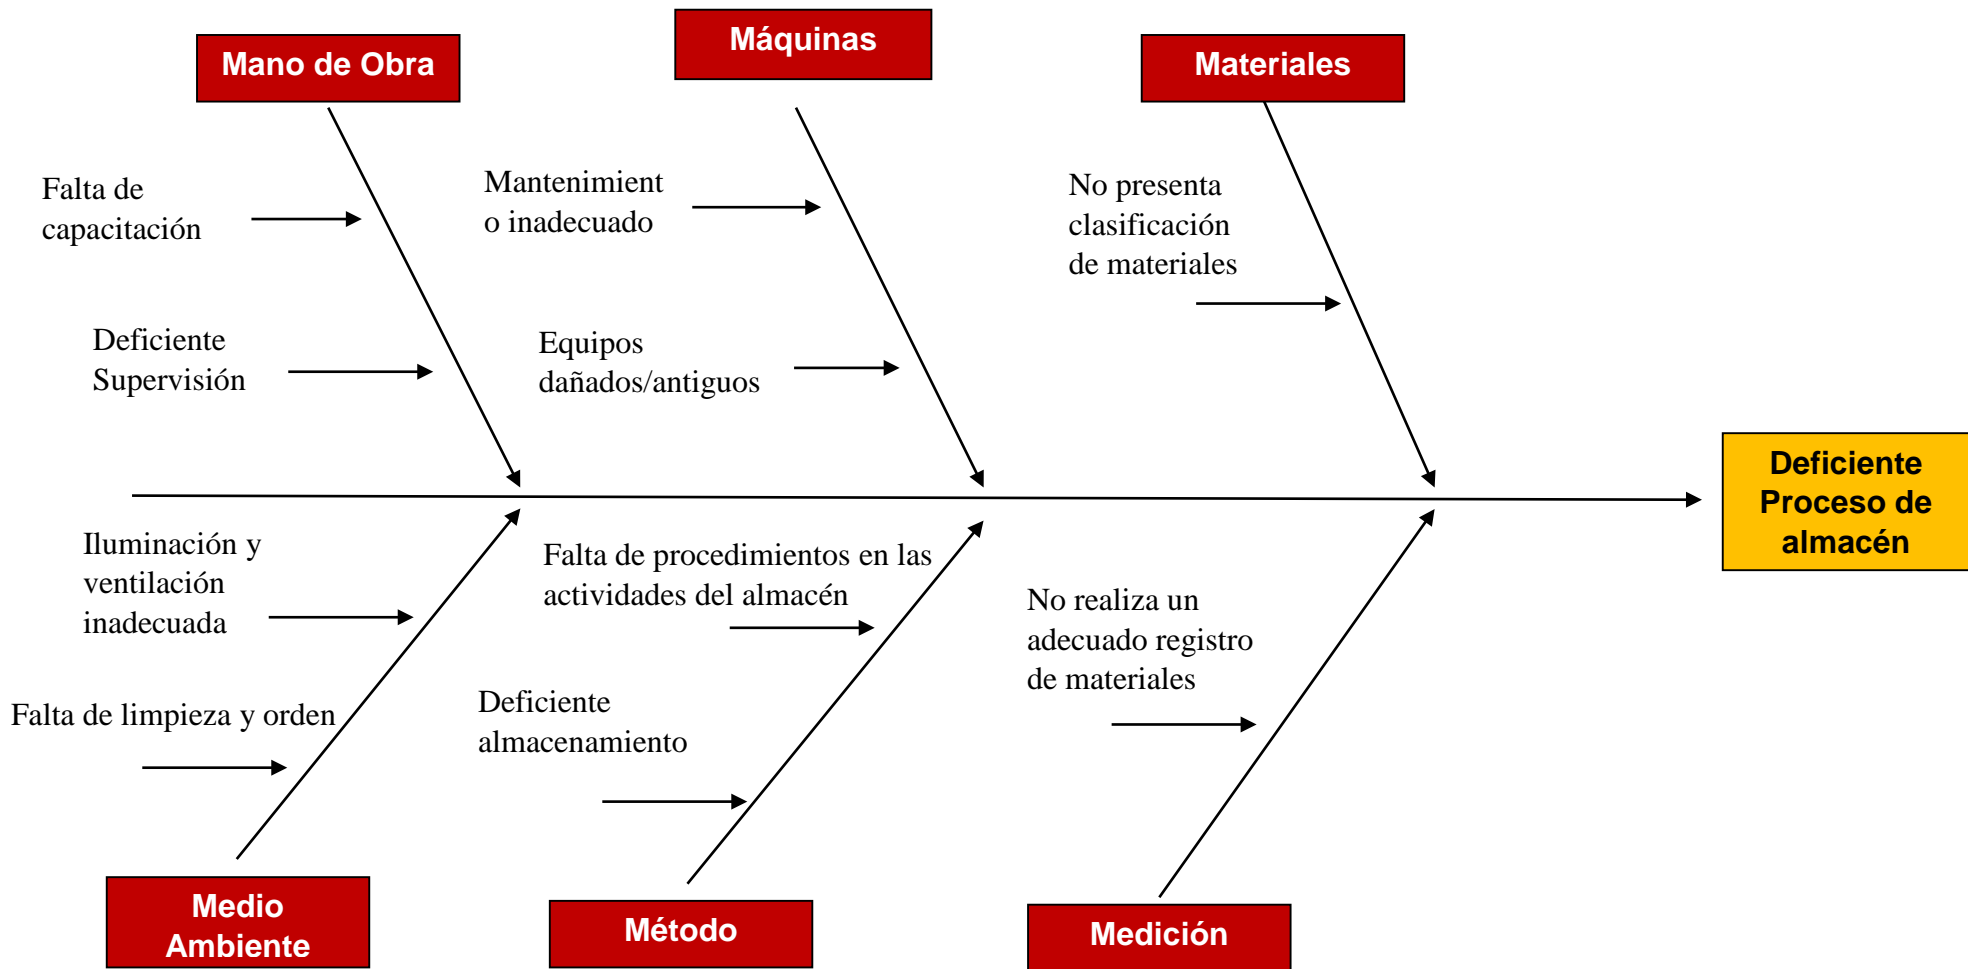 Mano de Obra
Máquinas
Materiales
Falta de
capacitación
Mantenimient
o inadecuado
No presenta
clasificación
de materiales
Deficiente
Supervisión
Equipos
dañados/antiguos
Deficiente
Proceso de
almacén
Iluminación y
ventilación
inadecuada
Falta de procedimientos en las
actividades del almacén
No realiza un
adecuado registro
de materiales
Falta de limpieza y orden
Deficiente
almacenamiento
Medio
Ambiente
Método
Medición